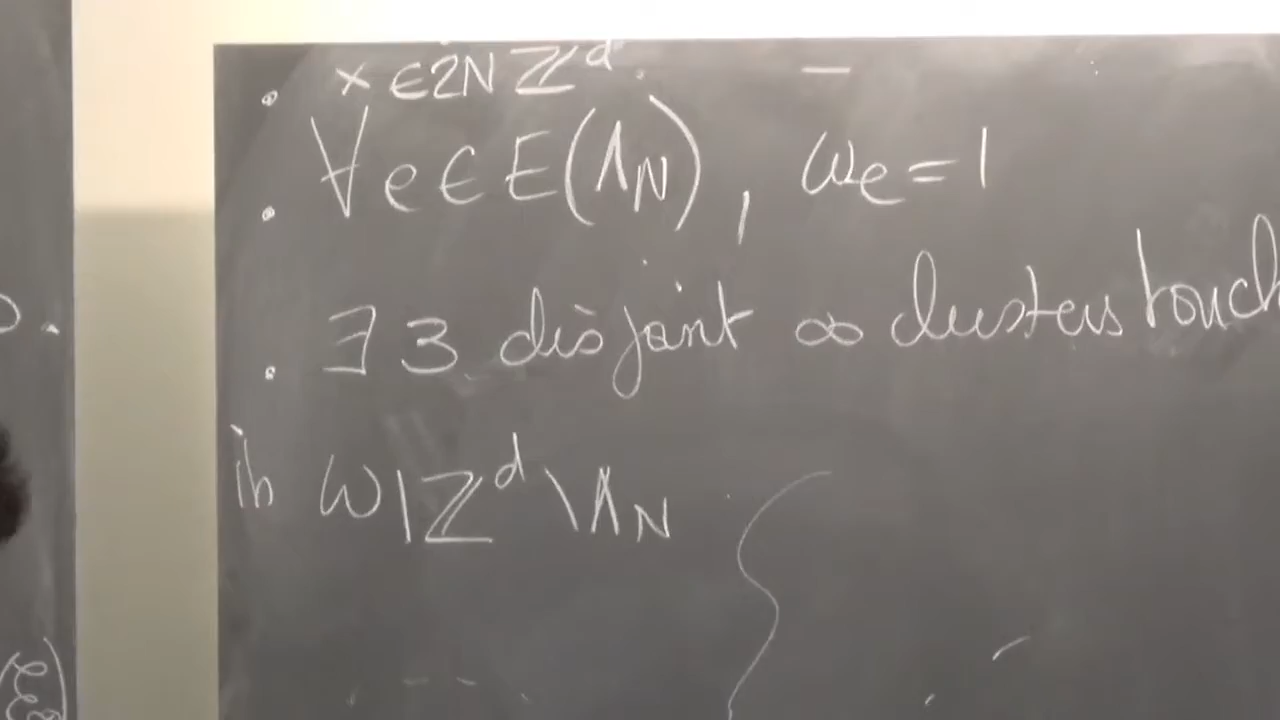 . x ∈ 2N ℤ^d.
. ∀e ∈ E(Λ_N), ω_e = 1
. ∃ 3 disjoint ∞ clusters touch
in ω|ℤ^d \ Λ_N